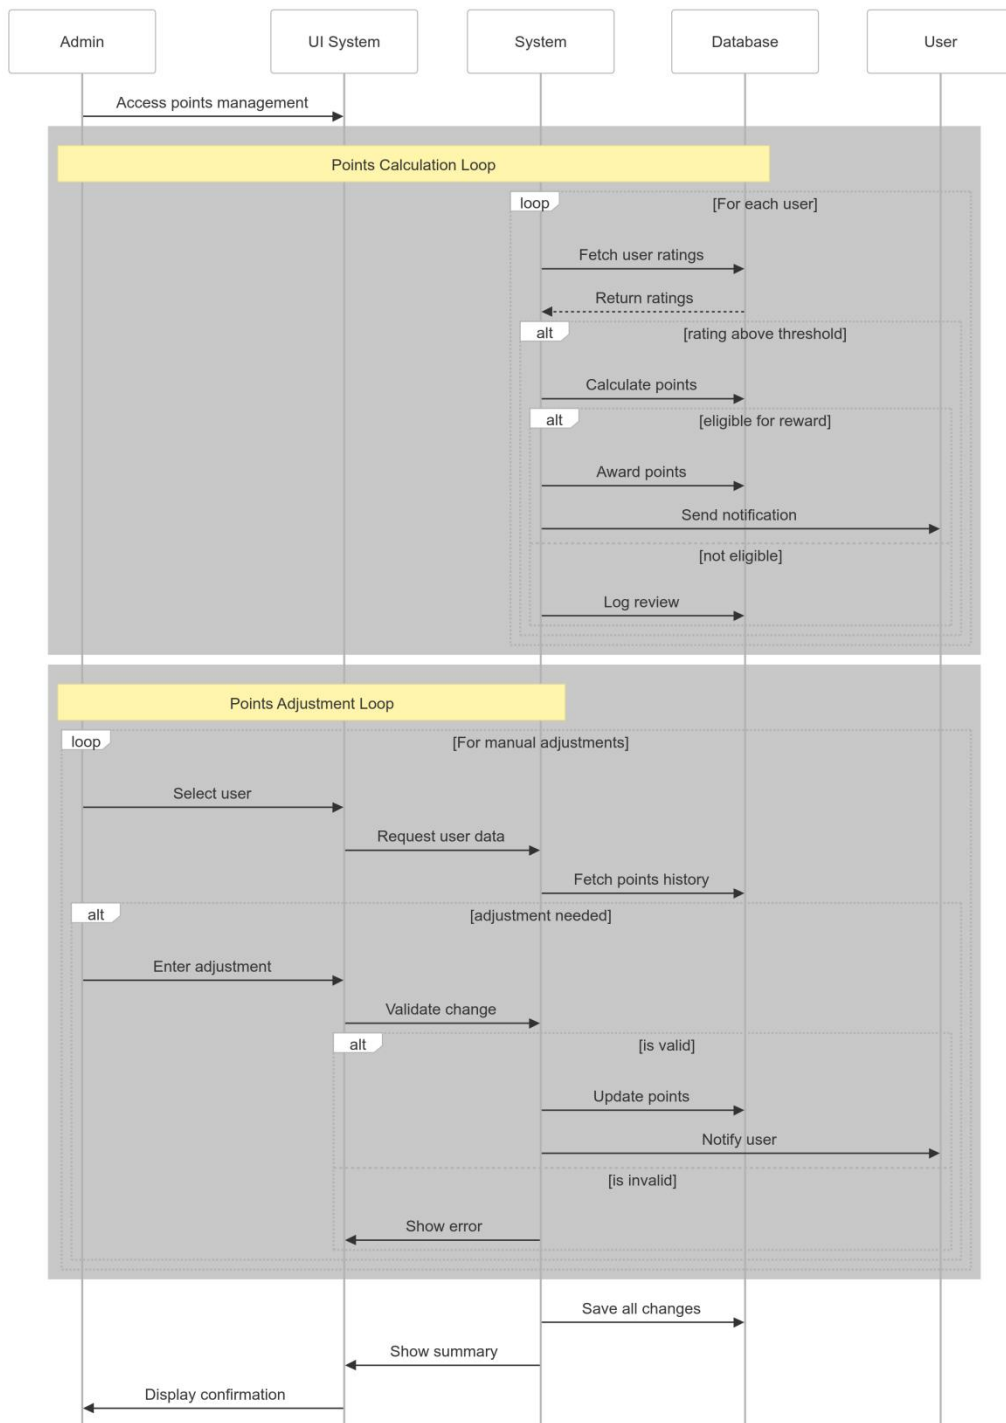 Admin
UI System
System
Database
User
Access points management
Points Calculation Loop
loop
[For each user]
Fetch user ratings
Return ratings
alt
[rating above threshold]
Calculate points
alt
[eligible for reward]
Award points
Send notification
[not eligible]
Log review
Points Adjustment Loop
loop
[For manual adjustments]
Select user
Request user data
Fetch points history
alt
[adjustment needed]
Enter adjustment
Validate change
alt
[is valid]
Update points
Notify user
[is invalid]
Show error
Save all changes
Show summary
Display confirmation